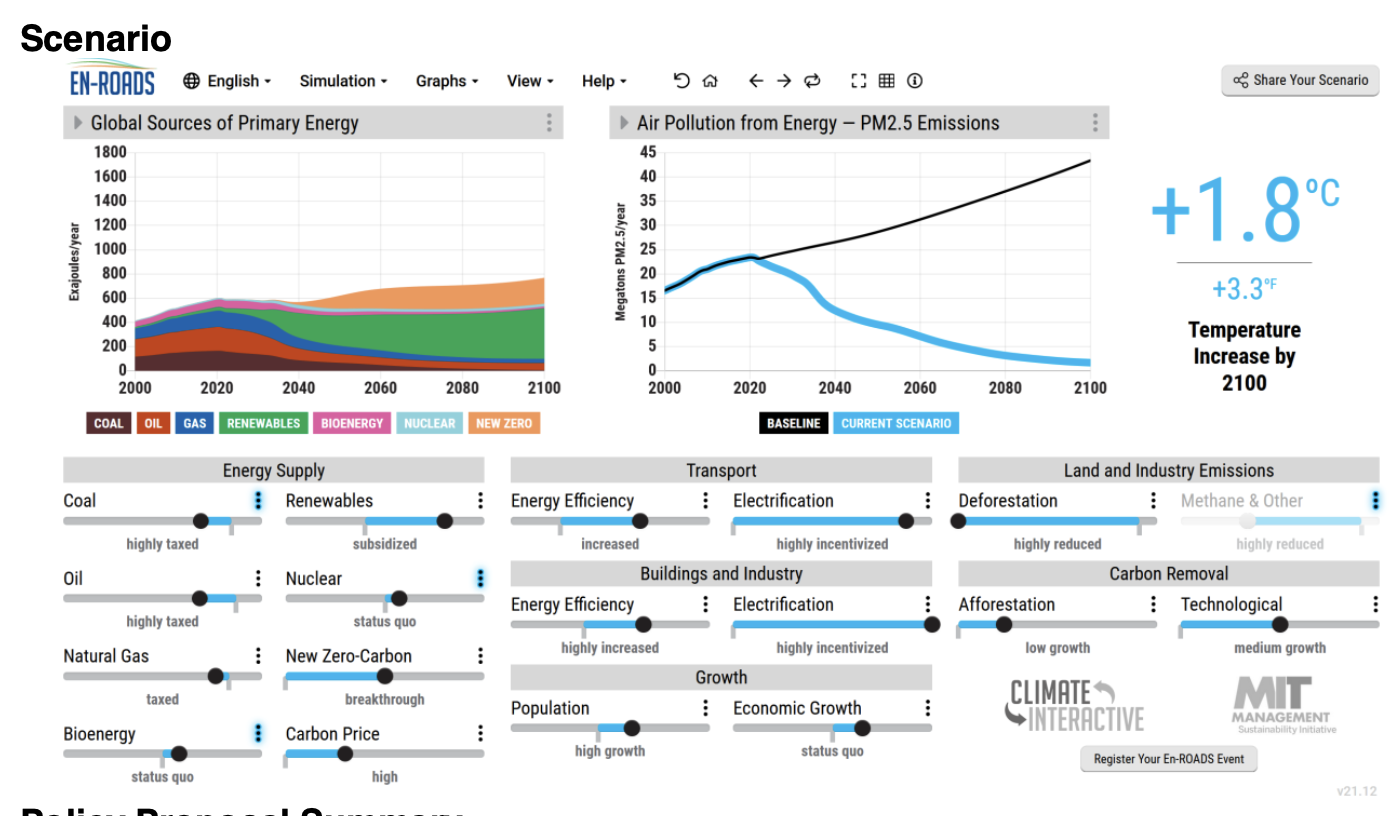 Scenario
EN-ROADS English Simulation Graphs View Help Share Your Scenario
Global Sources of Primary Energy
1800
1600
1400
1200
1000
800
600
400
200
0
Exajoules/year
2000 2020 2040 2060 2080 2100
COAL OIL GAS RENEWABLES BIOENERGY NUCLEAR NEW ZERO
Air Pollution from Energy – PM2.5 Emissions
45
40
35
30
25
20
15
10
5
0
Megatons PM2.5/year
2000 2020 2040 2060 2080 2100
BASELINE CURRENT SCENARIO
+1.8°C
+3.3°F
Temperature
Increase by
2100
Energy Supply
Coal
highly taxed
Renewables
subsidized
Oil
highly taxed
Nuclear
status quo
Natural Gas
taxed
New Zero-Carbon
breakthrough
Bioenergy
status quo
Carbon Price
high
Transport
Energy Efficiency
increased
Electrification
highly incentivized
Buildings and Industry
Energy Efficiency
highly increased
Electrification
highly incentivized
Growth
Population
high growth
Economic Growth
status quo
Land and Industry Emissions
Deforestation
highly reduced
Methane & Other
highly reduced
Carbon Removal
Afforestation
low growth
Technological
medium growth
CLIMATE
INTERACTIVE
MIT
MANAGEMENT
Sustainability Initiative
Register Your En-ROADS Event
v21.12
Policy Proposal Summary